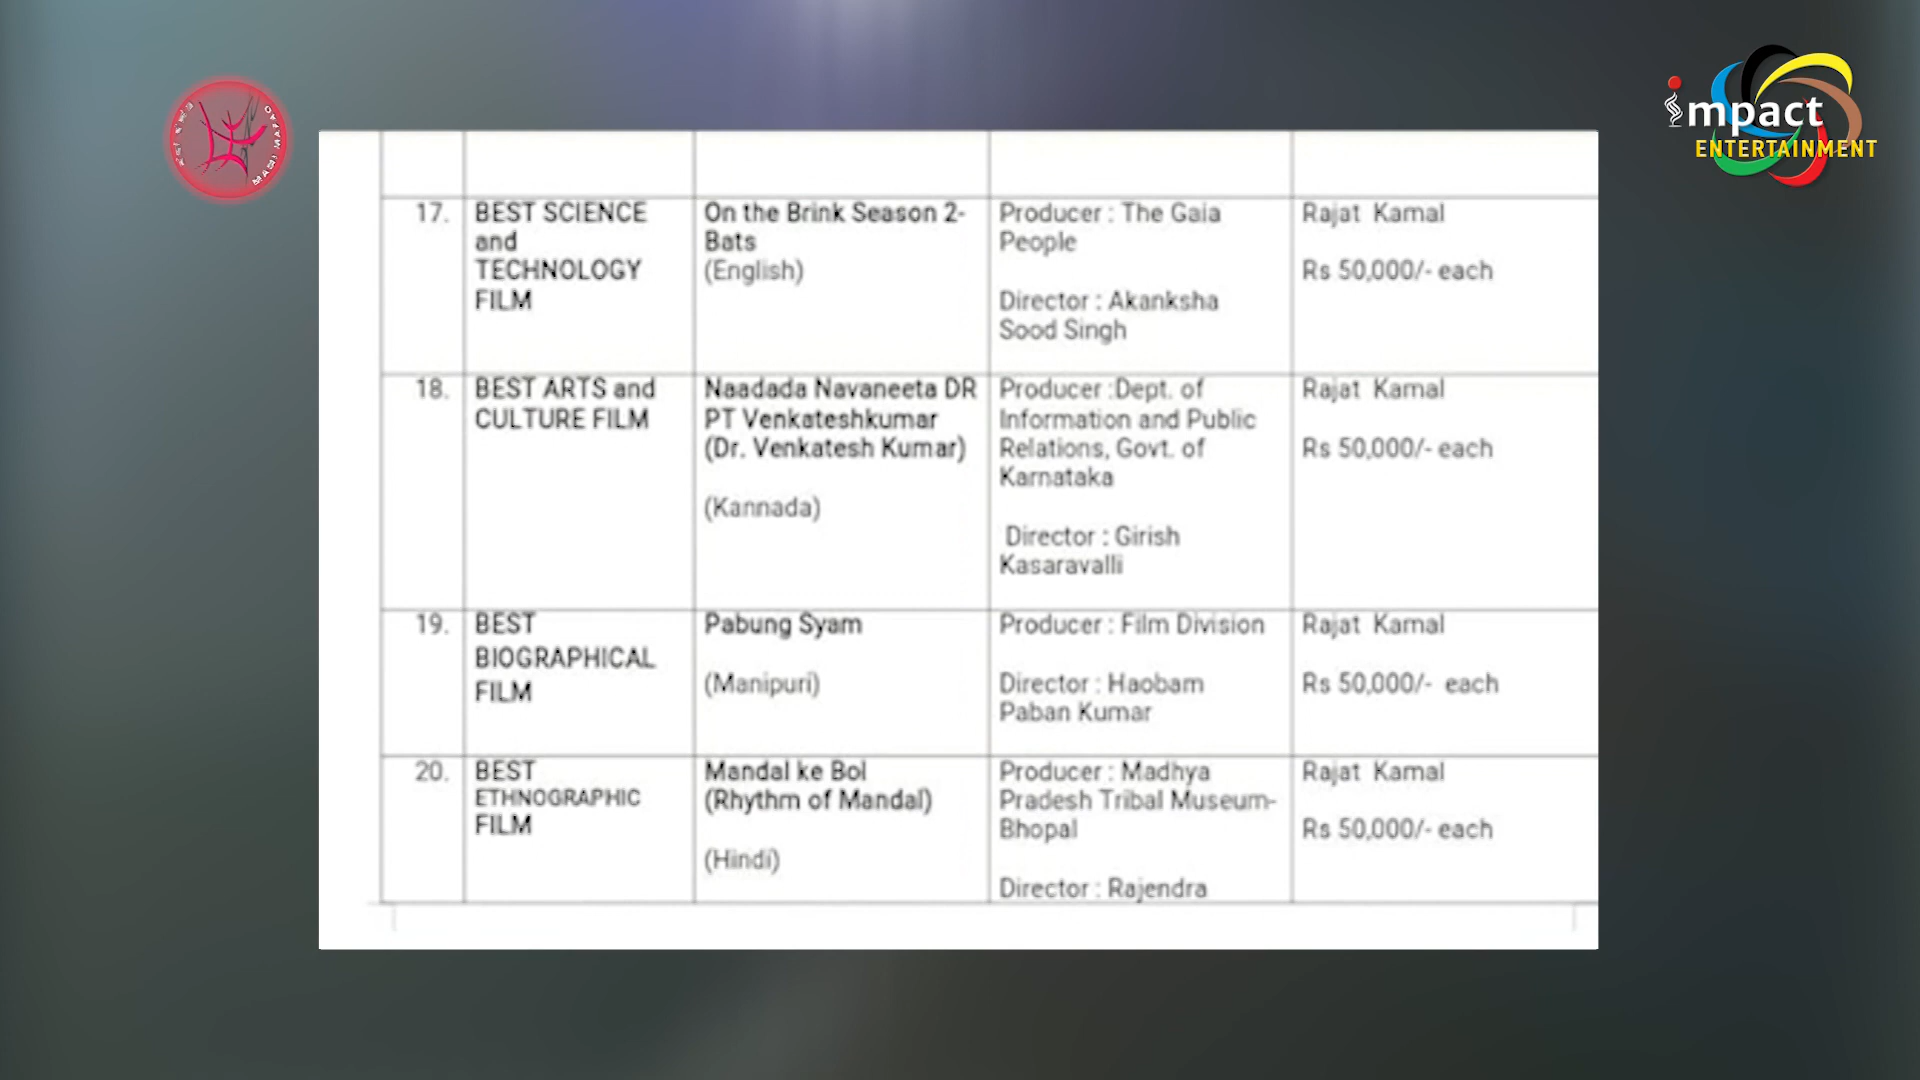 impact
ENTERTAINMENT
17.
BEST SCIENCE
and
TECHNOLOGY
FILM
On the Brink Season 2-
Bats
(English)
Producer : The Gaia
People
Director : Akanksha
Sood Singh
Rajat Kamal
Rs 50,000/- each
18.
BEST ARTS and
CULTURE FILM
Naadada Navaneeta DR
PT Venkateshkumar
(Dr. Venkatesh Kumar)
(Kannada)
Producer :Dept. of
Information and Public
Relations, Govt. of
Karnataka
Director : Girish
Kasaravalli
Rajat Kamal
Rs 50,000/- each
19.
BEST
BIOGRAPHICAL
FILM
Pabung Syam
(Manipuri)
Producer : Film Division
Director : Haobam
Paban Kumar
Rajat Kamal
Rs 50,000/- each
20.
BEST
ETHNOGRAPHIC
FILM
Mandal ke Bol
(Rhythm of Mandal)
(Hindi)
Producer : Madhya
Pradesh Tribal Museum-
Bhopal
Director : Rajendra
Rajat Kamal
Rs 50,000/- each